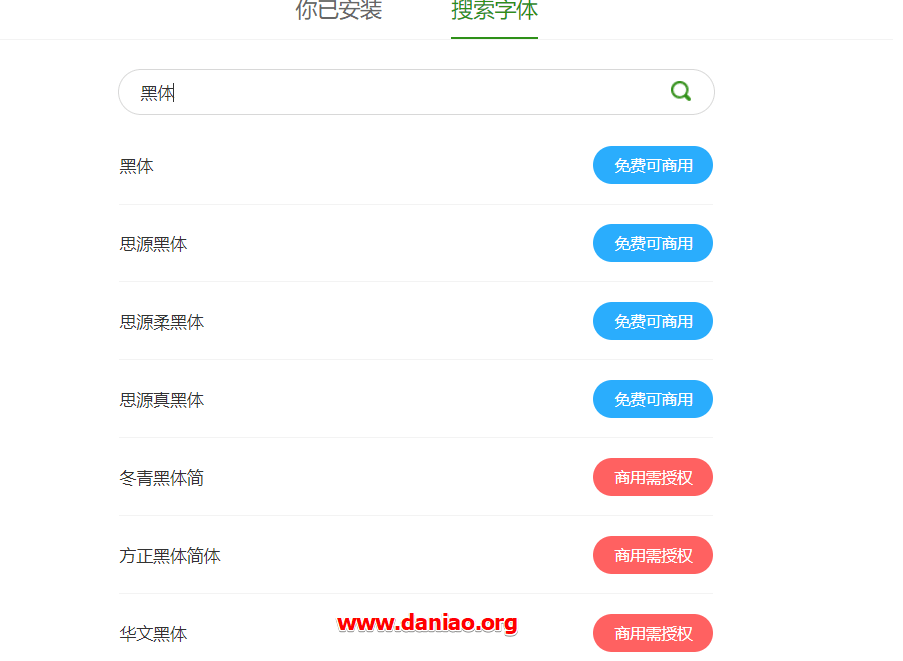 你已安装 搜索字体
黑体
黑体 免费可商用
思源黑体 免费可商用
思源柔黑体 免费可商用
思源真黑体 免费可商用
冬青黑体简 商用需授权
方正黑体简体 商用需授权
www.daniao.org
华文黑体 商用需授权